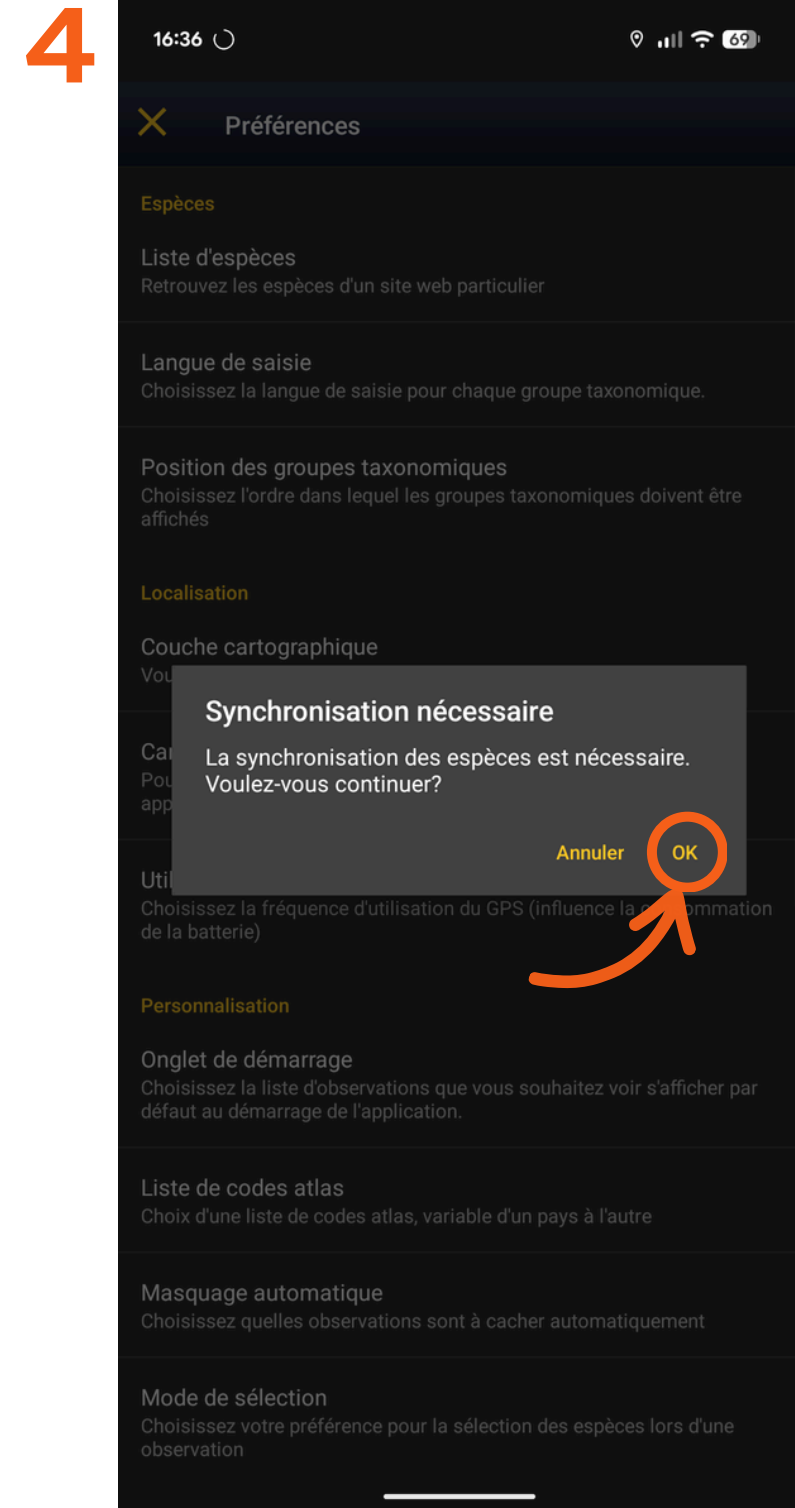 4
16:36
69
Préférences
Espèces
Liste d'espèces
Retrouvez les espèces d'un site web particulier
Langue de saisie
Choisissez la langue de saisie pour chaque groupe taxonomique.
Position des groupes taxonomiques
Choisissez l'ordre dans lequel les groupes taxonomiques doivent être
affichés
Localisation
Couche cartographique
Synchronisation nécessaire
La synchronisation des espèces est nécessaire.
Voulez-vous continuer?
Annuler OK
Choisissez la fréquence d'utilisation du GPS (influence la
de la batterie)
Personnalisation
Onglet de démarrage
Choisissez la liste d'observations que vous souhaitez voir s'afficher par
défaut au démarrage de l'application.
Liste de codes atlas
Choix d'une liste de codes atlas, variable d'un pays à l'autre
Masquage automatique
Choisissez quelles observations sont à cacher automatiquement
Mode de sélection
Choisissez votre préférence pour la sélection des espèces lors d'une
observation